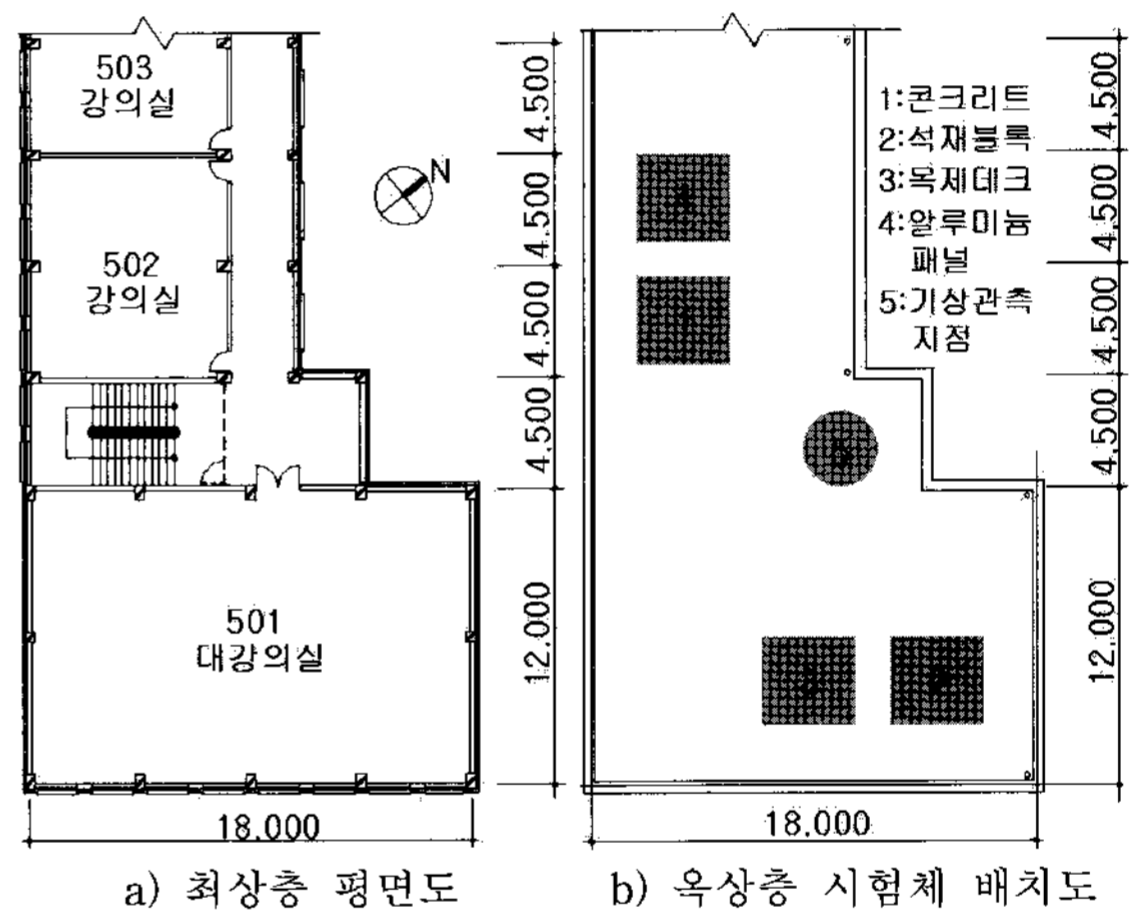 503
강의실
502
강의실
501
대강의실
N
4.500
4.500
4.500
4.500
12.000
18.000
a) 최상층 평면도
1:콘크리트
2:석재블록
3:목제데크
4:알루미늄
패널
5:기상관측
지점
4.500
4.500
4.500
4.500
12.000
18.000
b) 옥상층 시험체 배치도